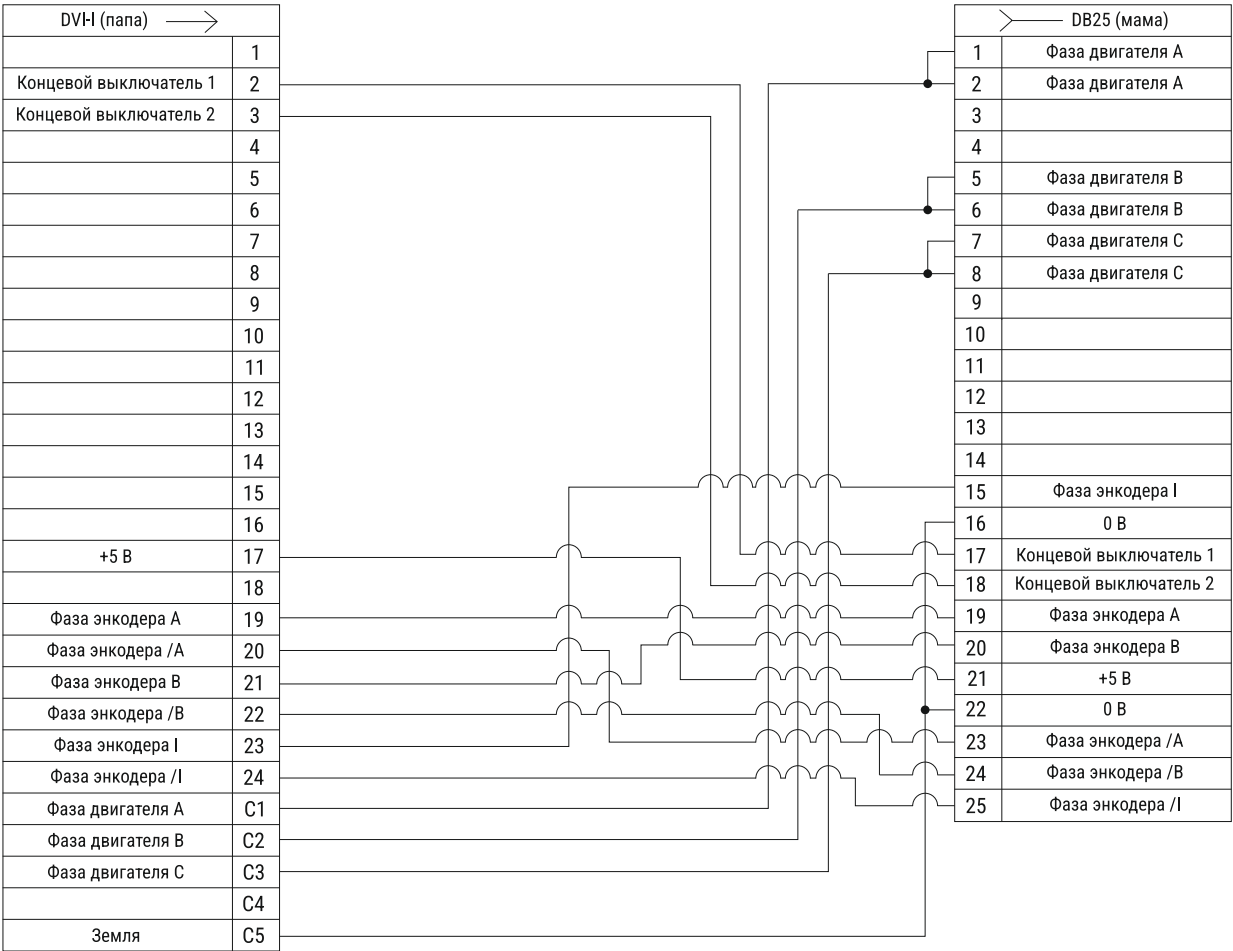 DVI-I (папа)
1
Концевой выключатель 1 2
Концевой выключатель 2 3
4
5
6
7
8
9
10
11
12
13
14
15
16
+5 В 17
18
Фаза энкодера A 19
Фаза энкодера /A 20
Фаза энкодера B 21
Фаза энкодера /B 22
Фаза энкодера I 23
Фаза энкодера /I 24
Фаза двигателя A C1
Фаза двигателя B C2
Фаза двигателя C C3
C4
Земля C5
DB25 (мама)
1 Фаза двигателя A
2 Фаза двигателя A
3
4
5 Фаза двигателя B
6 Фаза двигателя B
7 Фаза двигателя C
8 Фаза двигателя C
9
10
11
12
13
14
15 Фаза энкодера I
16 0 В
17 Концевой выключатель 1
18 Концевой выключатель 2
19 Фаза энкодера A
20 Фаза энкодера B
21 +5 В
22 0 В
23 Фаза энкодера /A
24 Фаза энкодера /B
25 Фаза энкодера /I